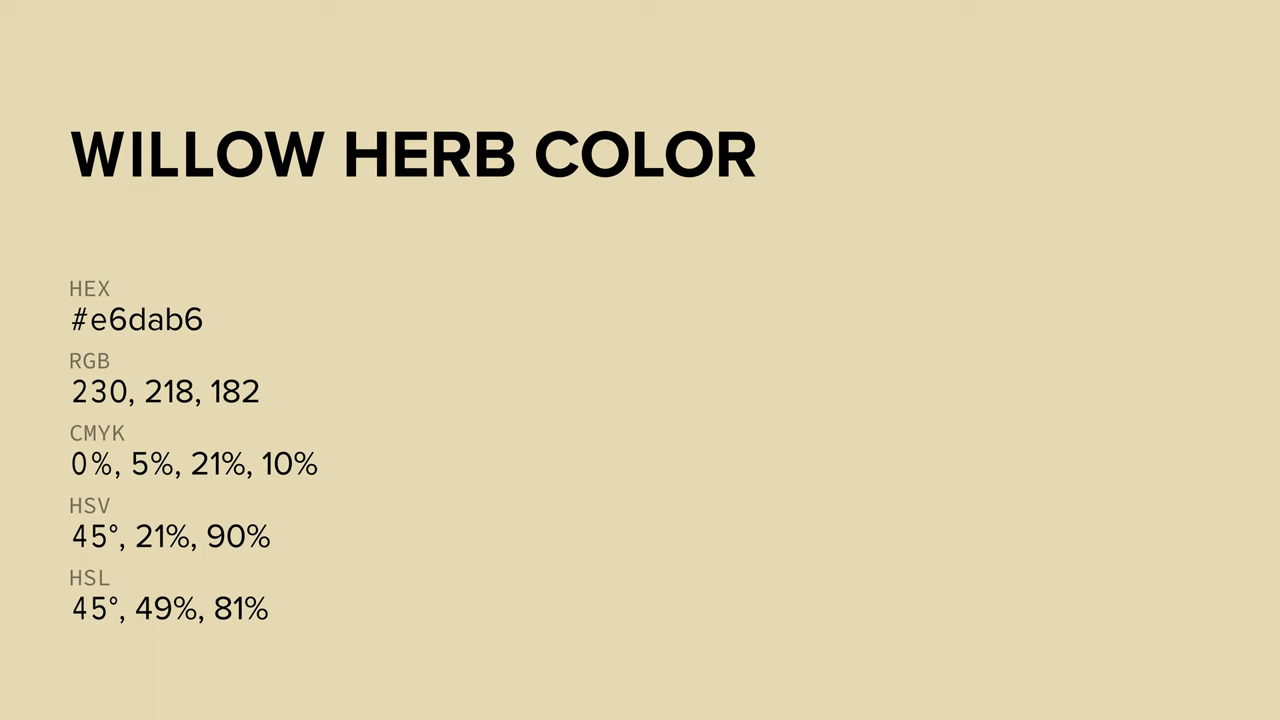 WILLOW HERB COLOR
HEX
#e6dab6
RGB
230, 218, 182
CMYK
0%, 5%, 21%, 10%
HSV
45°, 21%, 90%
HSL
45°, 49%, 81%